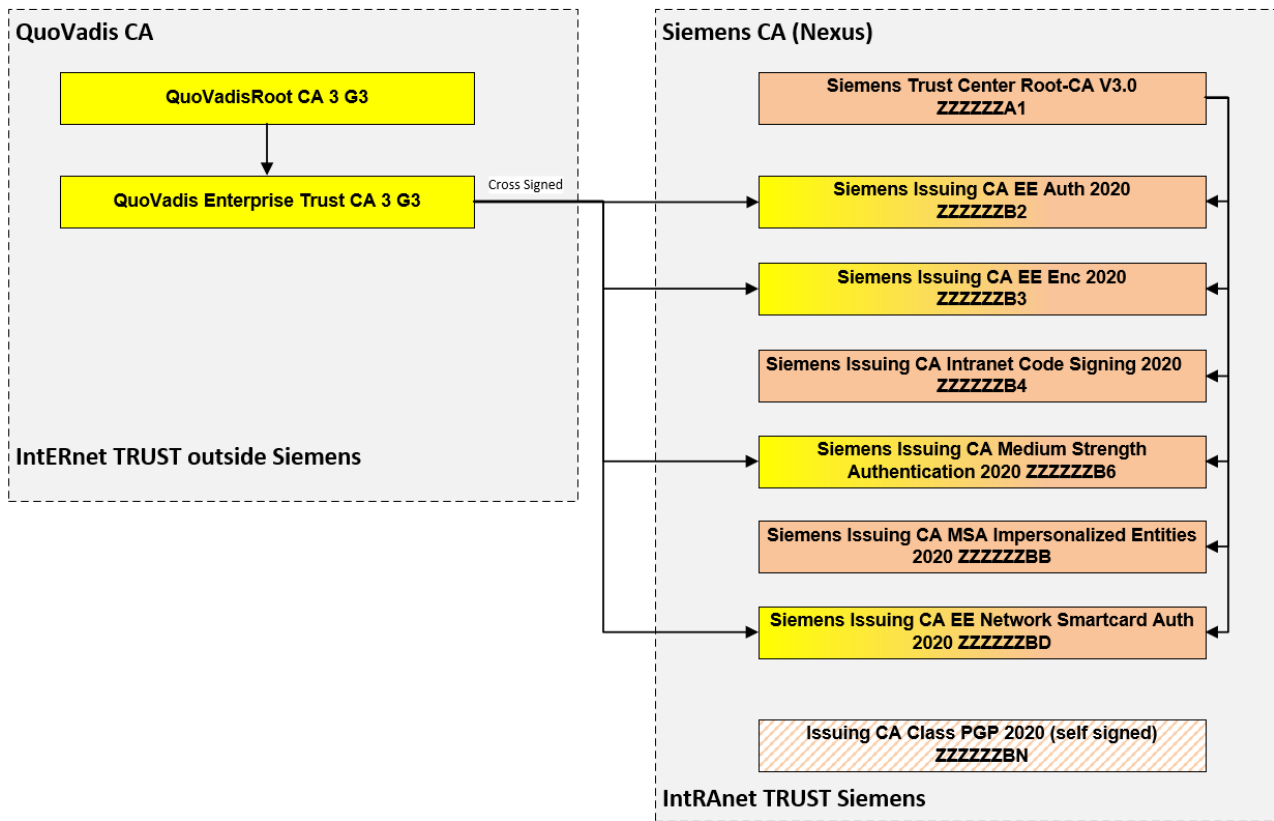 QuoVadis CA
QuoVadisRoot CA 3 G3
QuoVadis Enterprise Trust CA 3 G3
Cross Signed
IntERnet TRUST outside Siemens
Siemens CA (Nexus)
Siemens Trust Center Root-CA V3.0
ZZZZZZA1
Siemens Issuing CA EE Auth 2020
ZZZZZZB2
Siemens Issuing CA EE Enc 2020
ZZZZZZB3
Siemens Issuing CA Intranet Code Signing 2020
ZZZZZZB4
Siemens Issuing CA Medium Strength
Authentication 2020 ZZZZZZB6
Siemens Issuing CA MSA Impersonalized Entities
2020 ZZZZZZBB
Siemens Issuing CA EE Network Smartcard Auth
2020 ZZZZZZBD
Issuing CA Class PGP 2020 (self signed)
ZZZZZZBN
IntRAnet TRUST Siemens